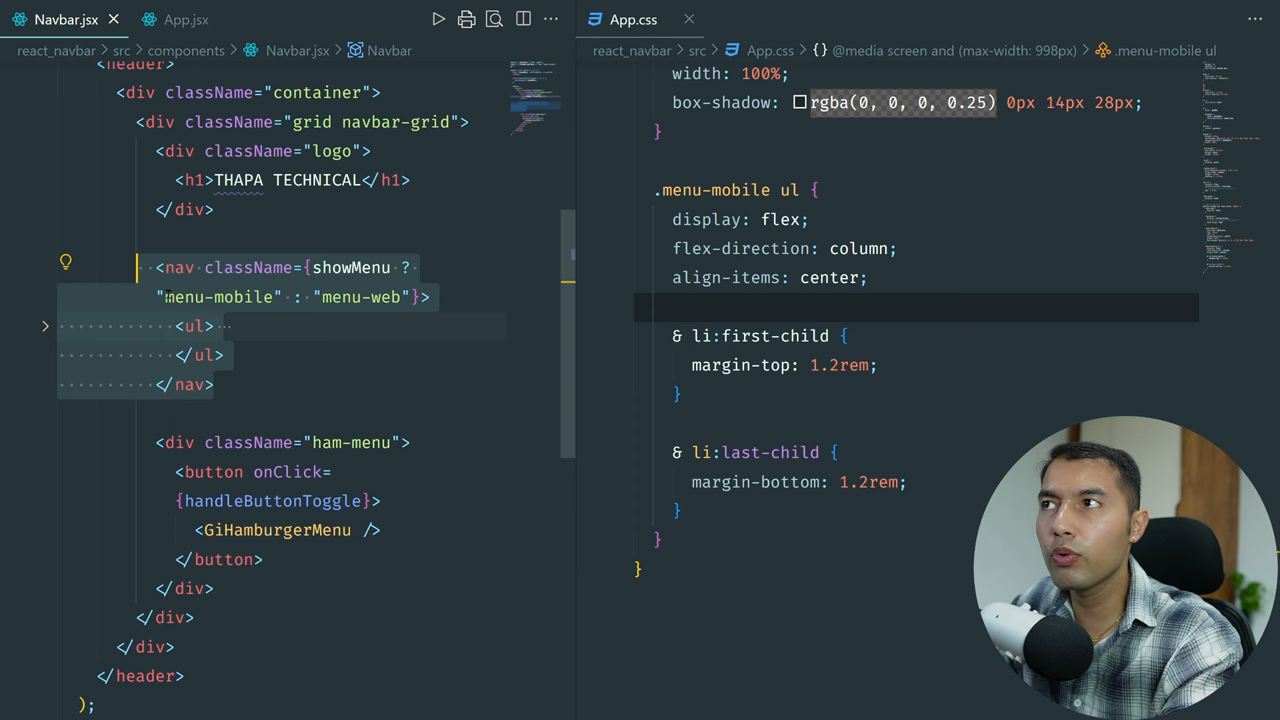 Navbar.jsx
App.jsx
react_navbar > src > components > Navbar.jsx > Navbar
<header>
<div className="container">
<div className="grid navbar-grid">
<div className="logo">
<h1>THAPA TECHNICAL</h1>
</div>
<nav className={showMenu ?
"menu-mobile" : "menu-web"}>
<ul> ...
</ul>
</nav>
<div className="ham-menu">
<button onClick=
{handleButtonToggle}>
<GiHamburgerMenu />
</button>
</div>
</div>
</div>
</header>
);
App.css
react_navbar > src > App.css > {} @media screen and (max-width: 998px) > .menu-mobile ul
width: 100%;
box-shadow: rgba(0, 0, 0, 0.25) 0px 14px 28px;
}
.menu-mobile ul {
display: flex;
flex-direction: column;
align-items: center;
& li:first-child {
margin-top: 1.2rem;
}
& li:last-child {
margin-bottom: 1.2rem;
}
}
}